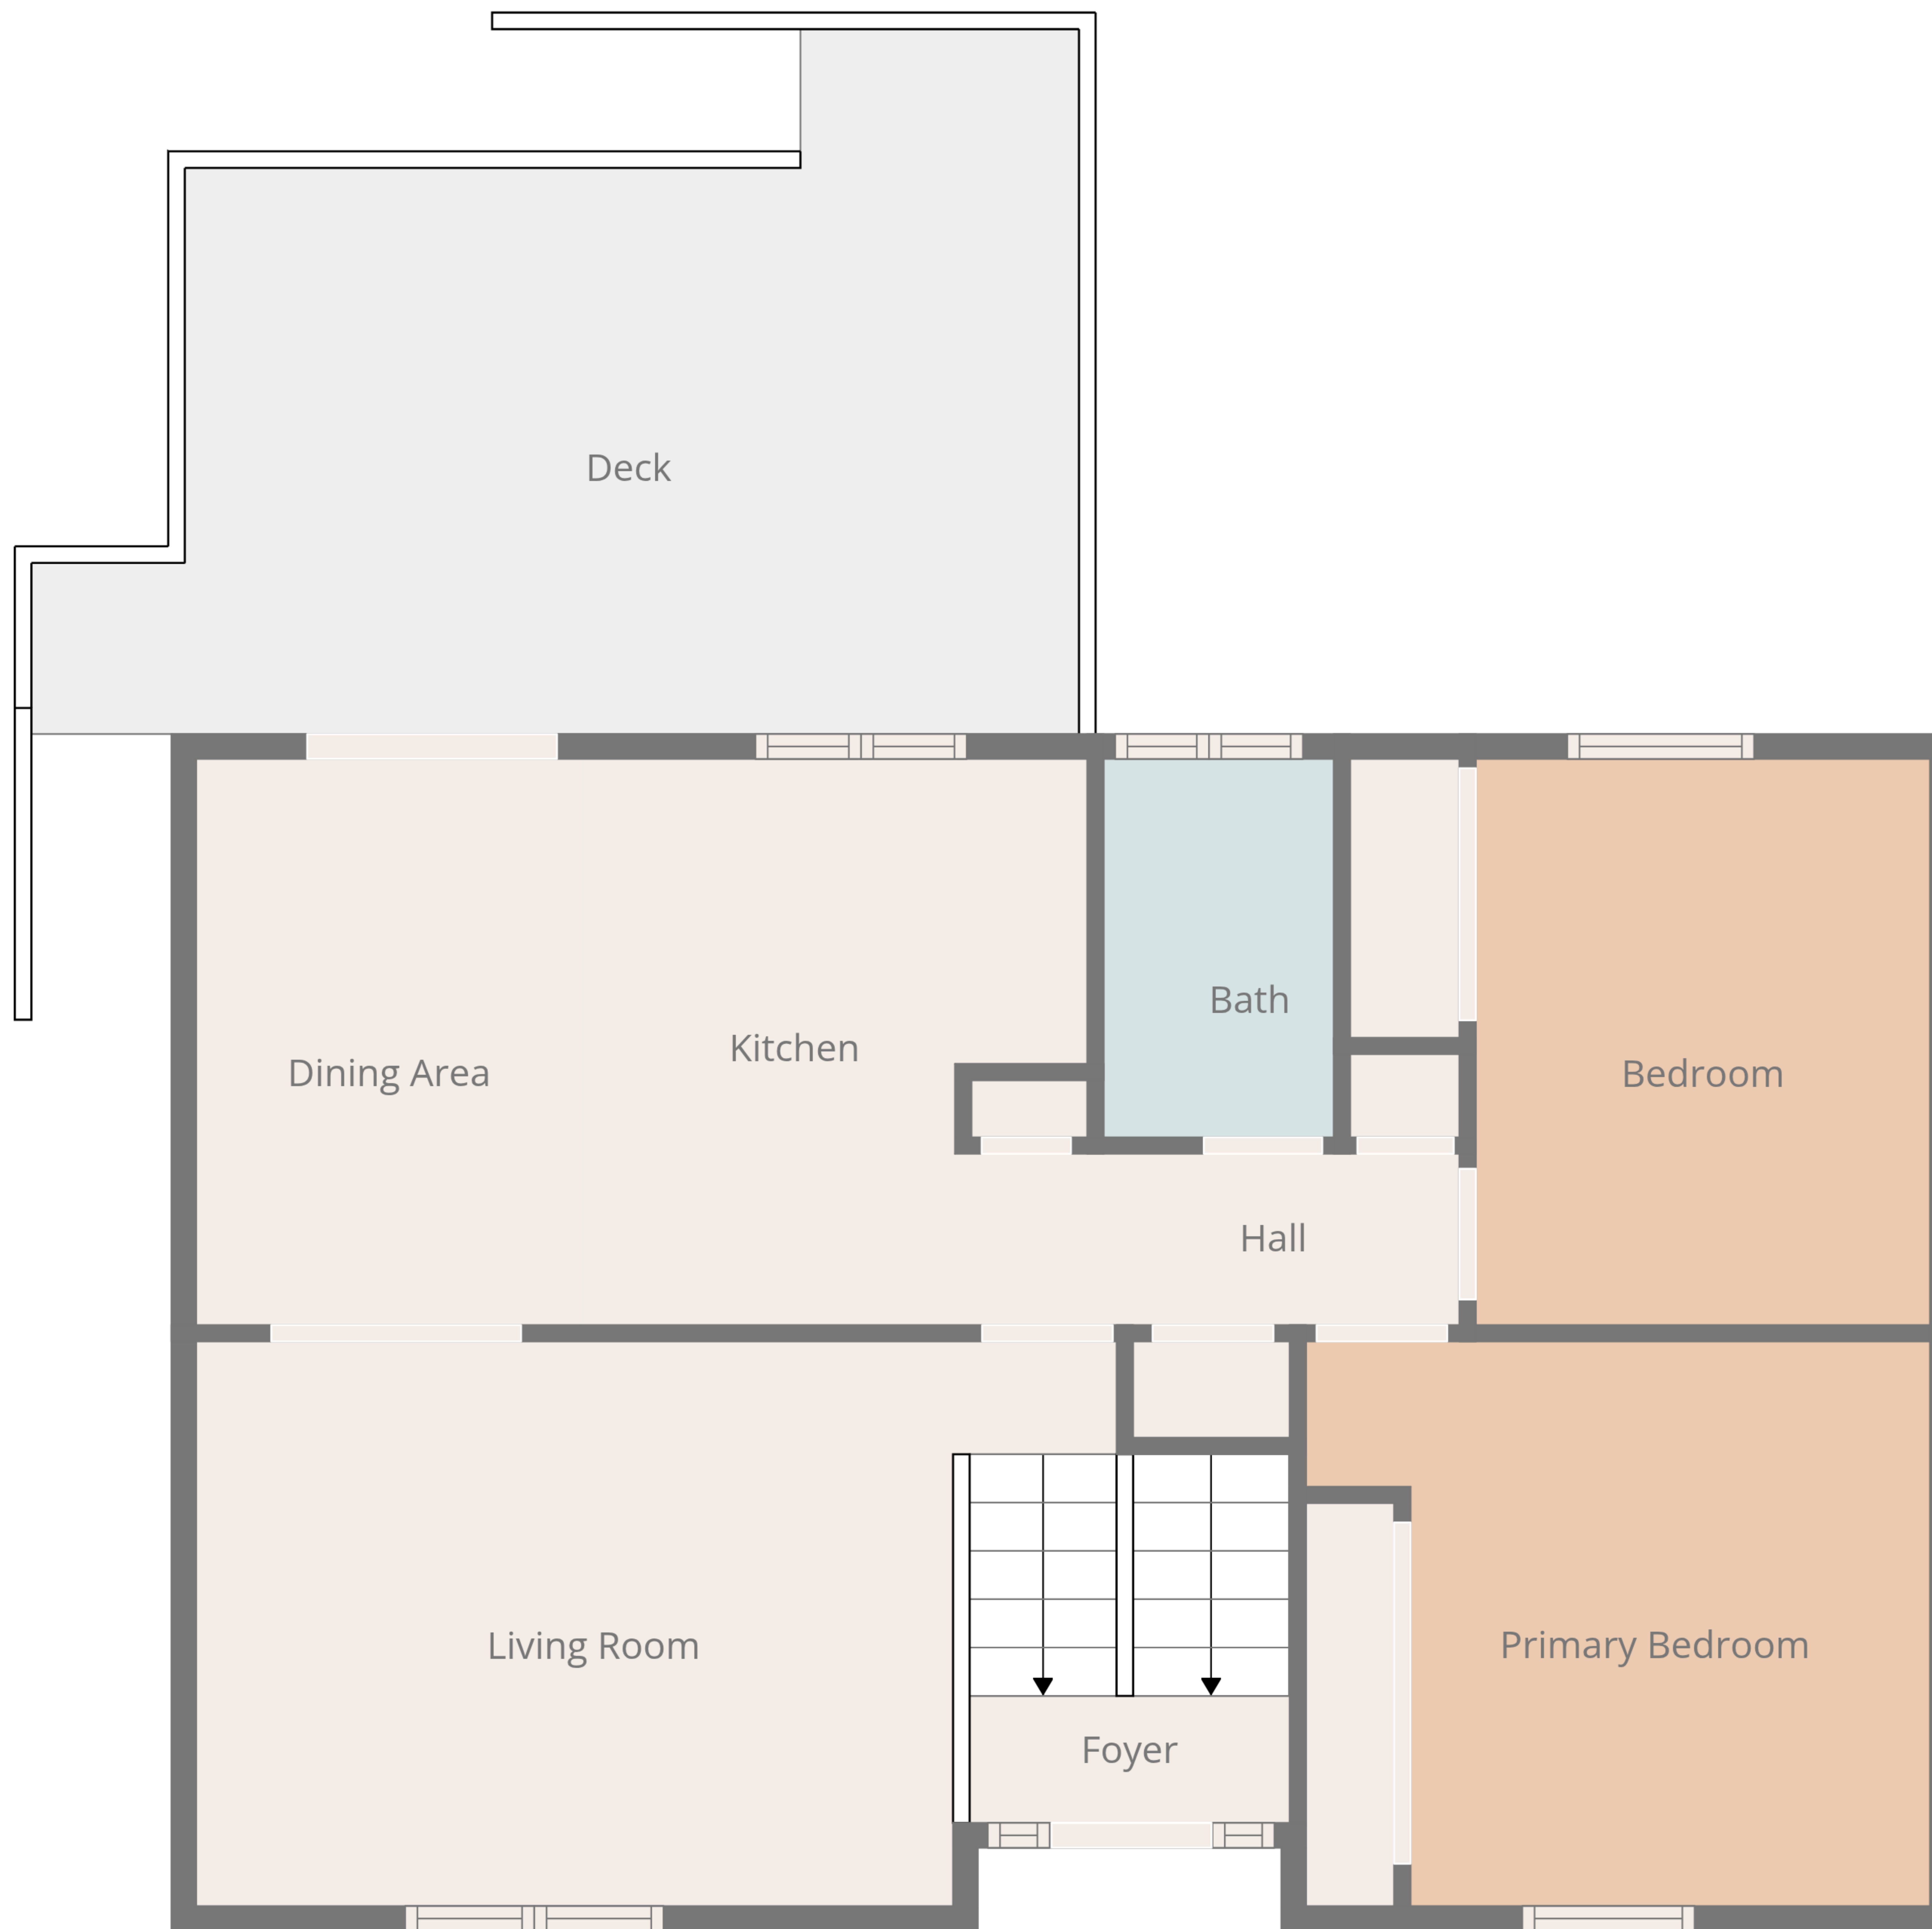 Deck
Bath
Kitchen
Dining Area
Bedroom
Hall
Living Room
Primary Bedroom
Foyer